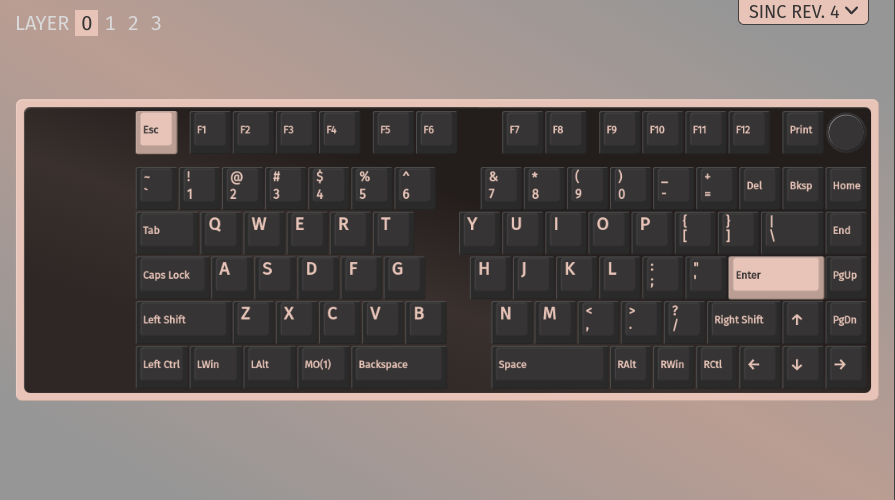 LAYER 0 1 2 3
SINC REV. 4
Esc F1 F2 F3 F4 F5 F6 F7 F8 F9 F10 F11 F12 Print
~ ! @ # $ % ^ & * ( ) _ +
` 1 2 3 4 5 6 7 8 9 0 - = Del Bksp Home
Tab Q W E R T Y U I O P { } | End
[ ] \
Caps Lock A S D F G H J K L : " Enter PgUp
; '
Left Shift Z X C V B N M < > ? Right Shift ↑ PgDn
, . /
Left Ctrl LWin LAlt MO(1) Backspace Space RAlt RWin RCtl ← ↓ →